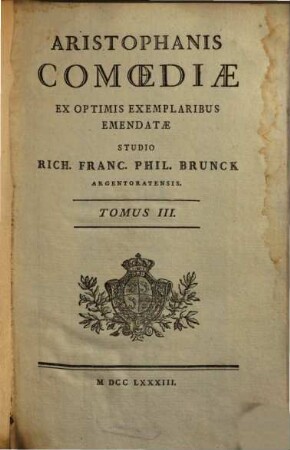 ARISTOPHANIS
COMŒDIÆ
EX OPTIMIS EXEMPLARIBUS
EMENDATÆ
STUDIO
RICH. FRANC. PHIL. BRUNCK
ARGENTORATENSIS.
TOMUS III.
M DCC LXXXIII.